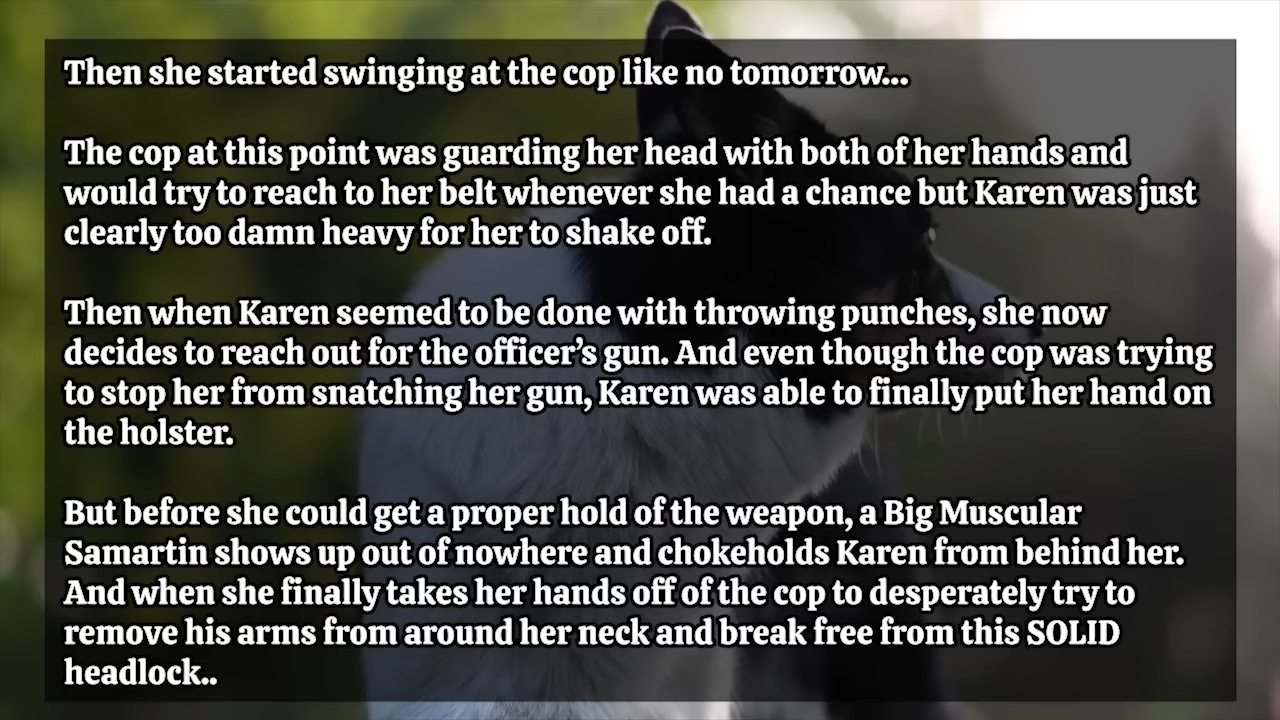 Then she started swinging at the cop like no tomorrow...
The cop at this point was guarding her head with both of her hands and
would try to reach to her belt whenever she had a chance but Karen was just
clearly too damn heavy for her to shake off.
Then when Karen seemed to be done with throwing punches, she now
decides to reach out for the officer’s gun. And even though the cop was trying
to stop her from snatching her gun, Karen was able to finally put her hand on
the holster.
But before she could get a proper hold of the weapon, a Big Muscular
Samartin shows up out of nowhere and chokeholds Karen from behind her.
And when she finally takes her hands off of the cop to desperately try to
remove his arms from around her neck and break free from this SOLID
headlock..